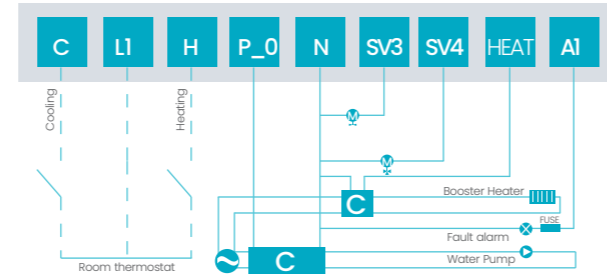 C L1 H P_0 N SV3 SV4 HEAT A1
Cooling
Heating
M
M
Booster Heater
C
FUSE
Fault alarm
Water Pump
C
Room thermostat